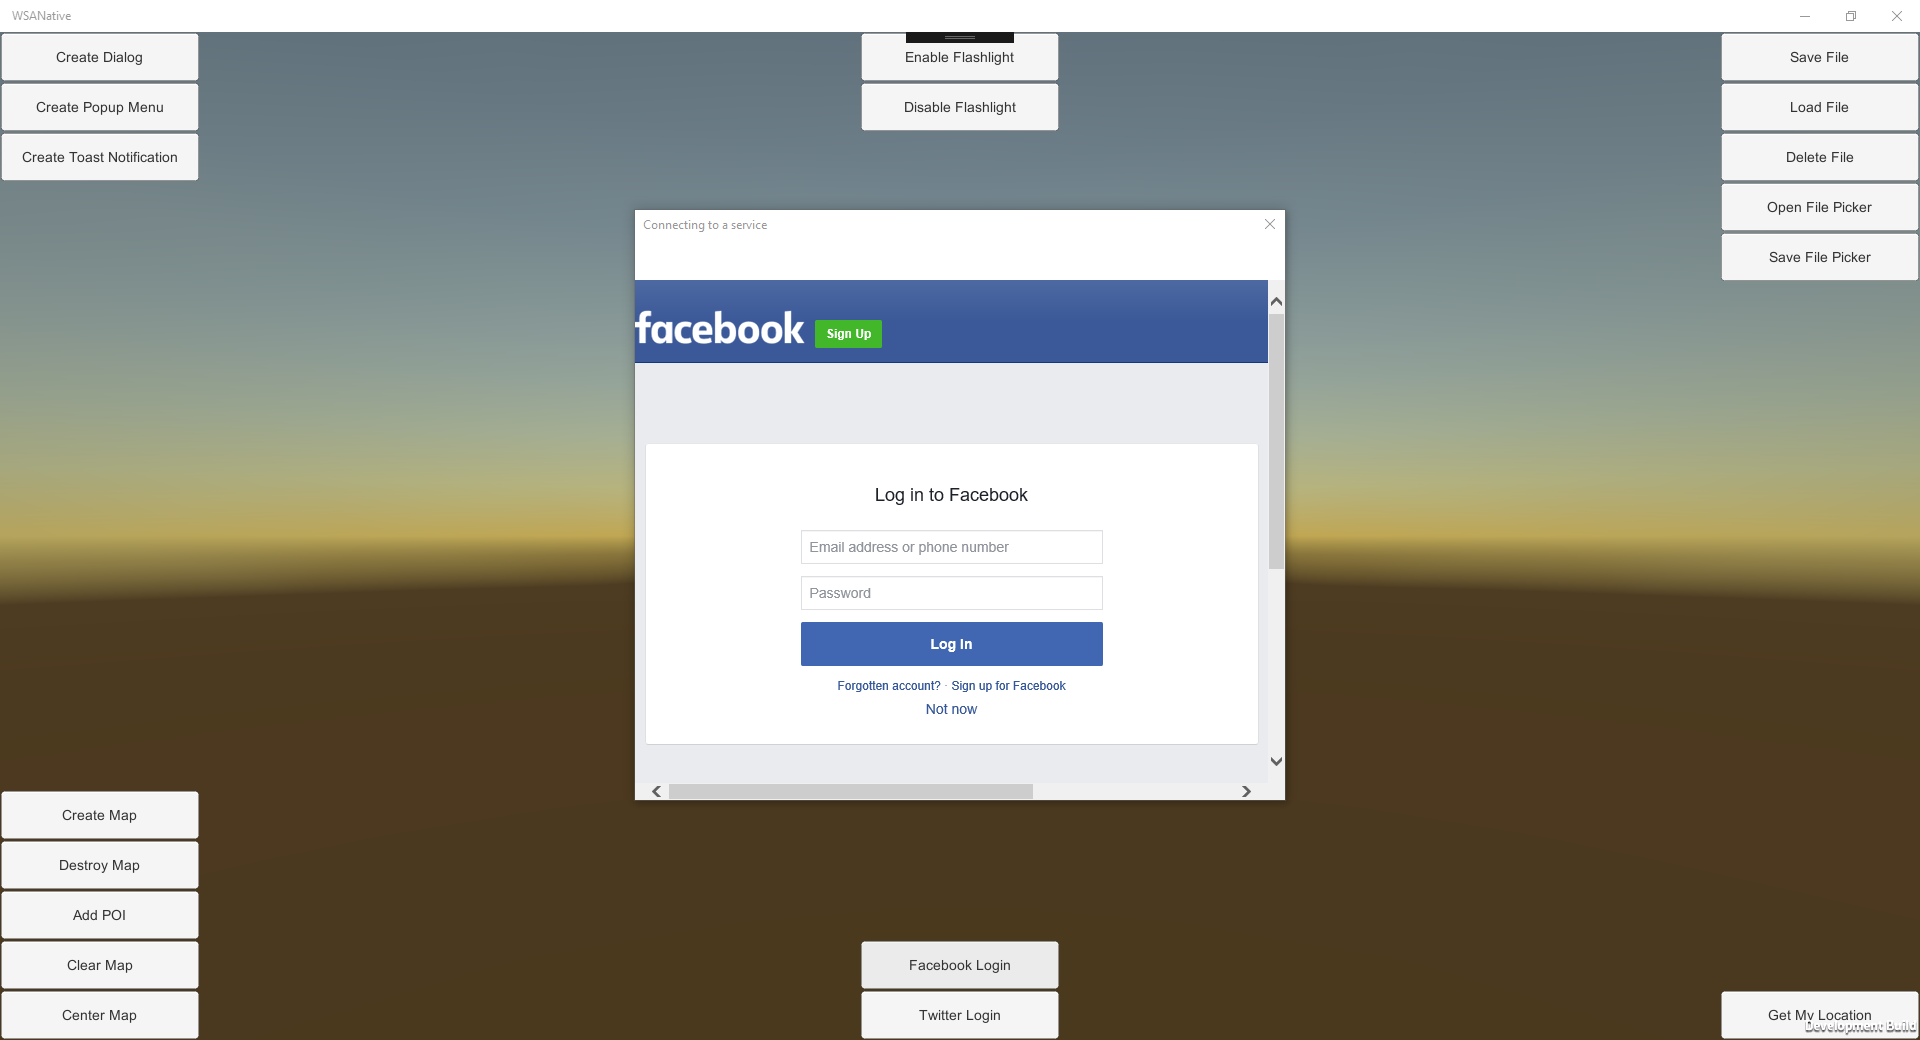 WSANative
Create Dialog
Create Popup Menu
Create Toast Notification
Enable Flashlight
Disable Flashlight
Save File
Load File
Delete File
Open File Picker
Save File Picker
Connecting to a service
facebook
Sign Up
Log in to Facebook
Email address or phone number
Password
Log In
Forgotten account? · Sign up for Facebook
Not now
Create Map
Destroy Map
Add POI
Clear Map
Center Map
Facebook Login
Twitter Login
Get My Location
Development Build